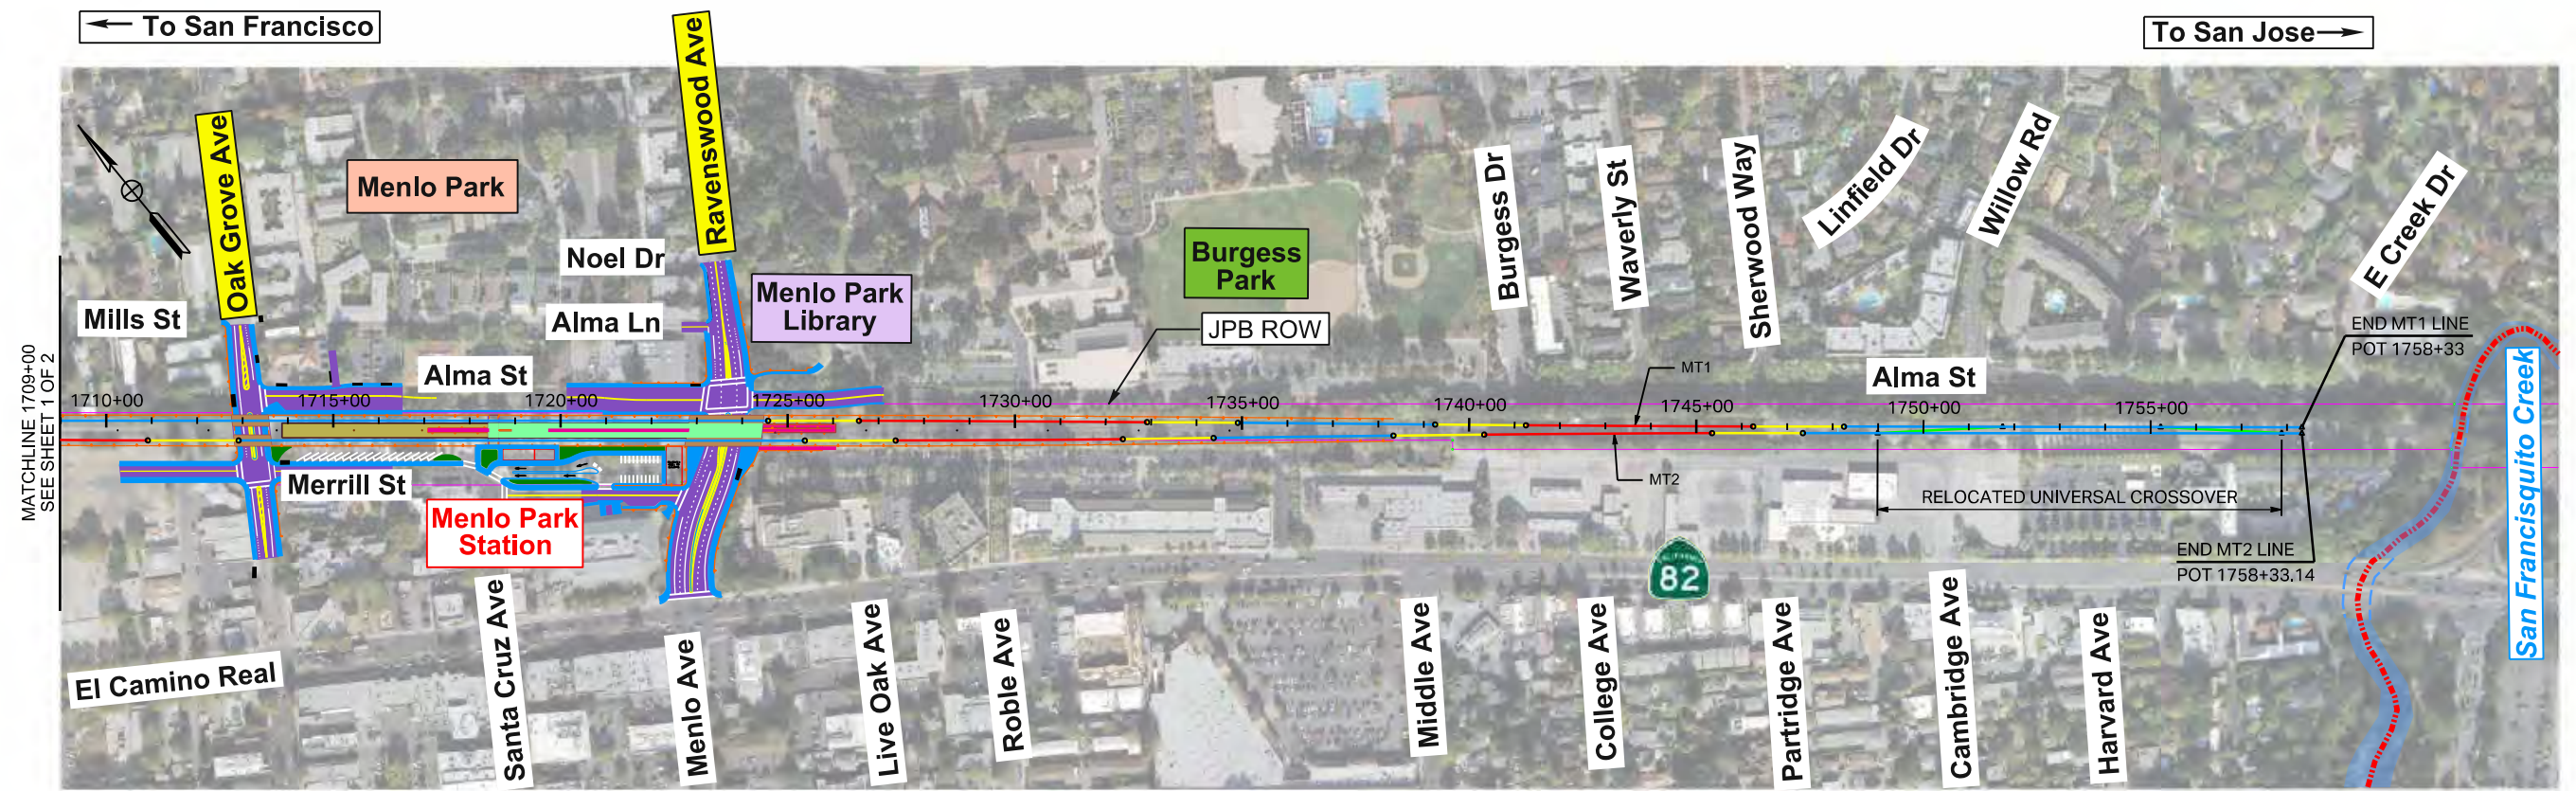 ← To San Francisco
To San Jose →
Oak Grove Ave
Ravenswood Ave
Menlo Park
Noel Dr
Alma Ln
Mills St
Menlo Park
Library
Burgess
Park
JPB ROW
Burgess Dr
Waverly St
Sherwood Way
Linfield Dr
Willow Rd
E Creek Dr
END MT1 LINE
POT 1758+33
MATCHLINE 1709+00
SEE SHEET 1 OF 2
Alma St
MT1
Alma St
1710+00
1715+00
1720+00
1725+00
1730+00
1735+00
1740+00
1745+00
1750+00
1755+00
San Francisquito Creek
Merrill St
MT2
RELOCATED UNIVERSAL CROSSOVER
Menlo Park
Station
END MT2 LINE
POT 1758+33.14
CALIFORNIA
82
El Camino Real
Santa Cruz Ave
Menlo Ave
Live Oak Ave
Roble Ave
Middle Ave
College Ave
Partridge Ave
Cambridge Ave
Harvard Ave